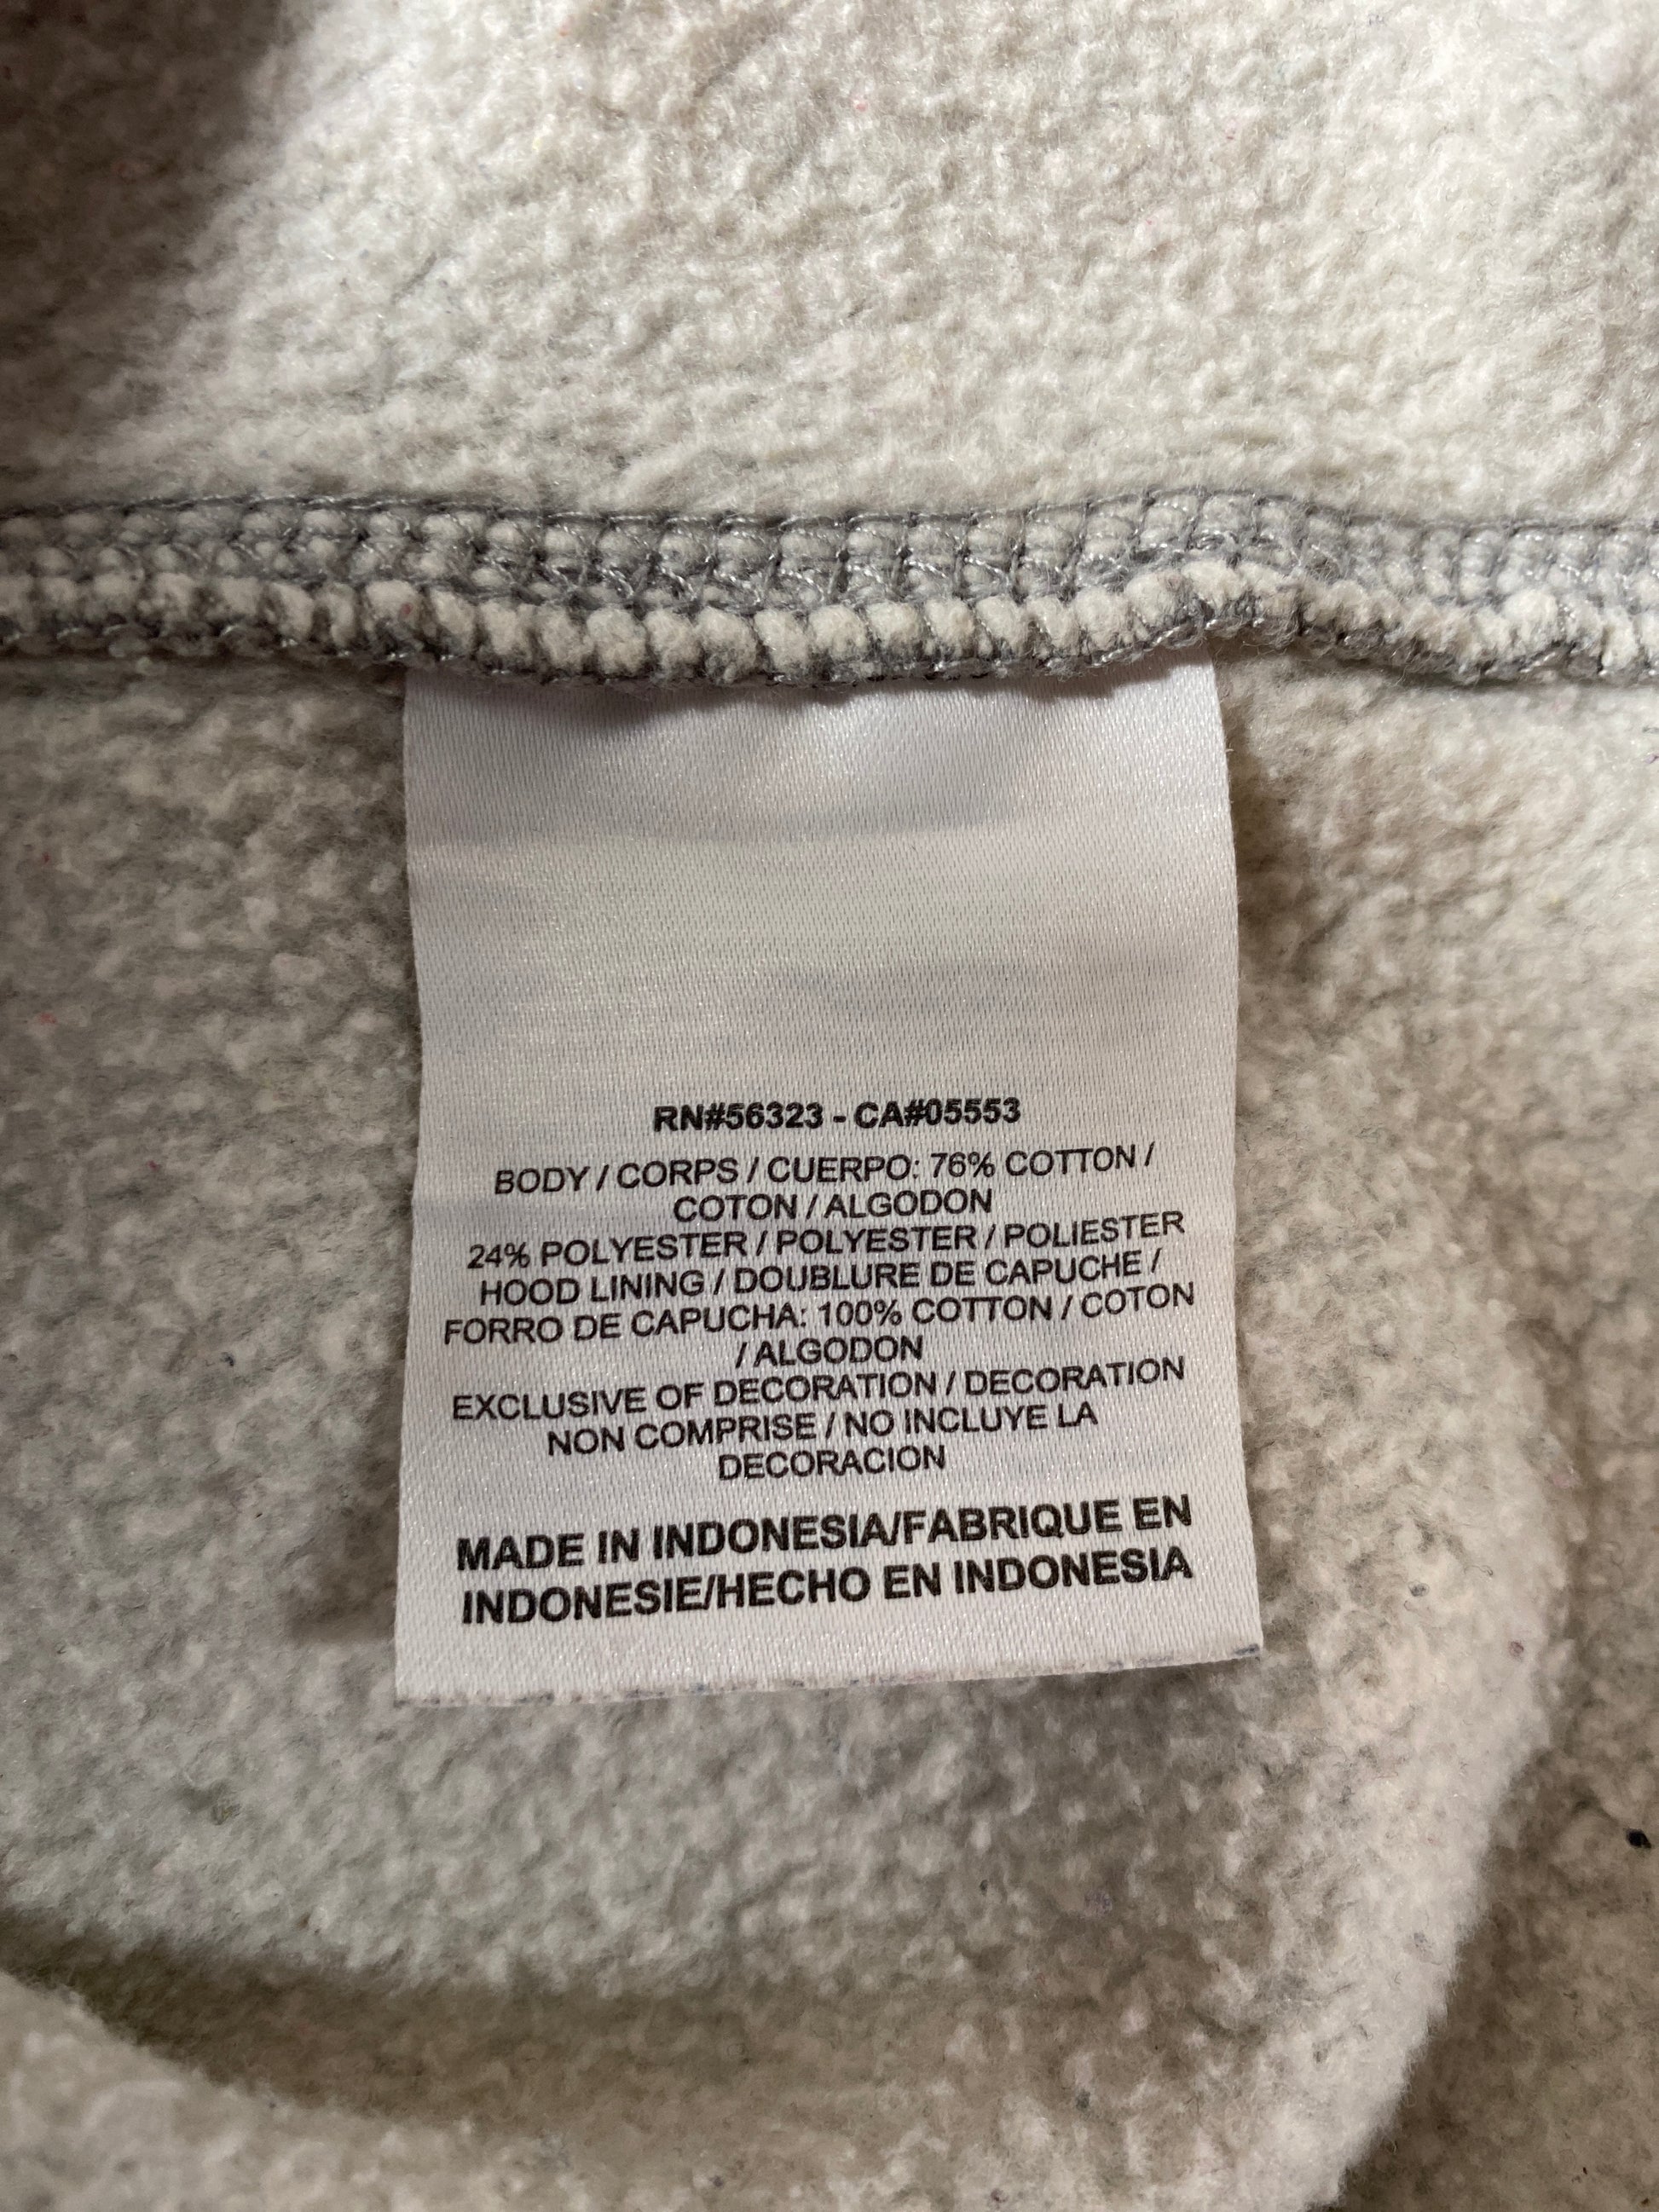 RN#56323 - CA#05553
BODY / CORPS / CUERPO: 76% COTTON /
COTON / ALGODON
24% POLYESTER / POLYESTER / POLIESTER
HOOD LINING / DOUBLURE DE CAPUCHE /
FORRO DE CAPUCHA: 100% COTTON / COTON
/ ALGODON
EXCLUSIVE OF DECORATION / DECORATION
NON COMPRISE / NO INCLUYE LA
DECORACION
MADE IN INDONESIA/FABRIQUE EN
INDONESIE/HECHO EN INDONESIA